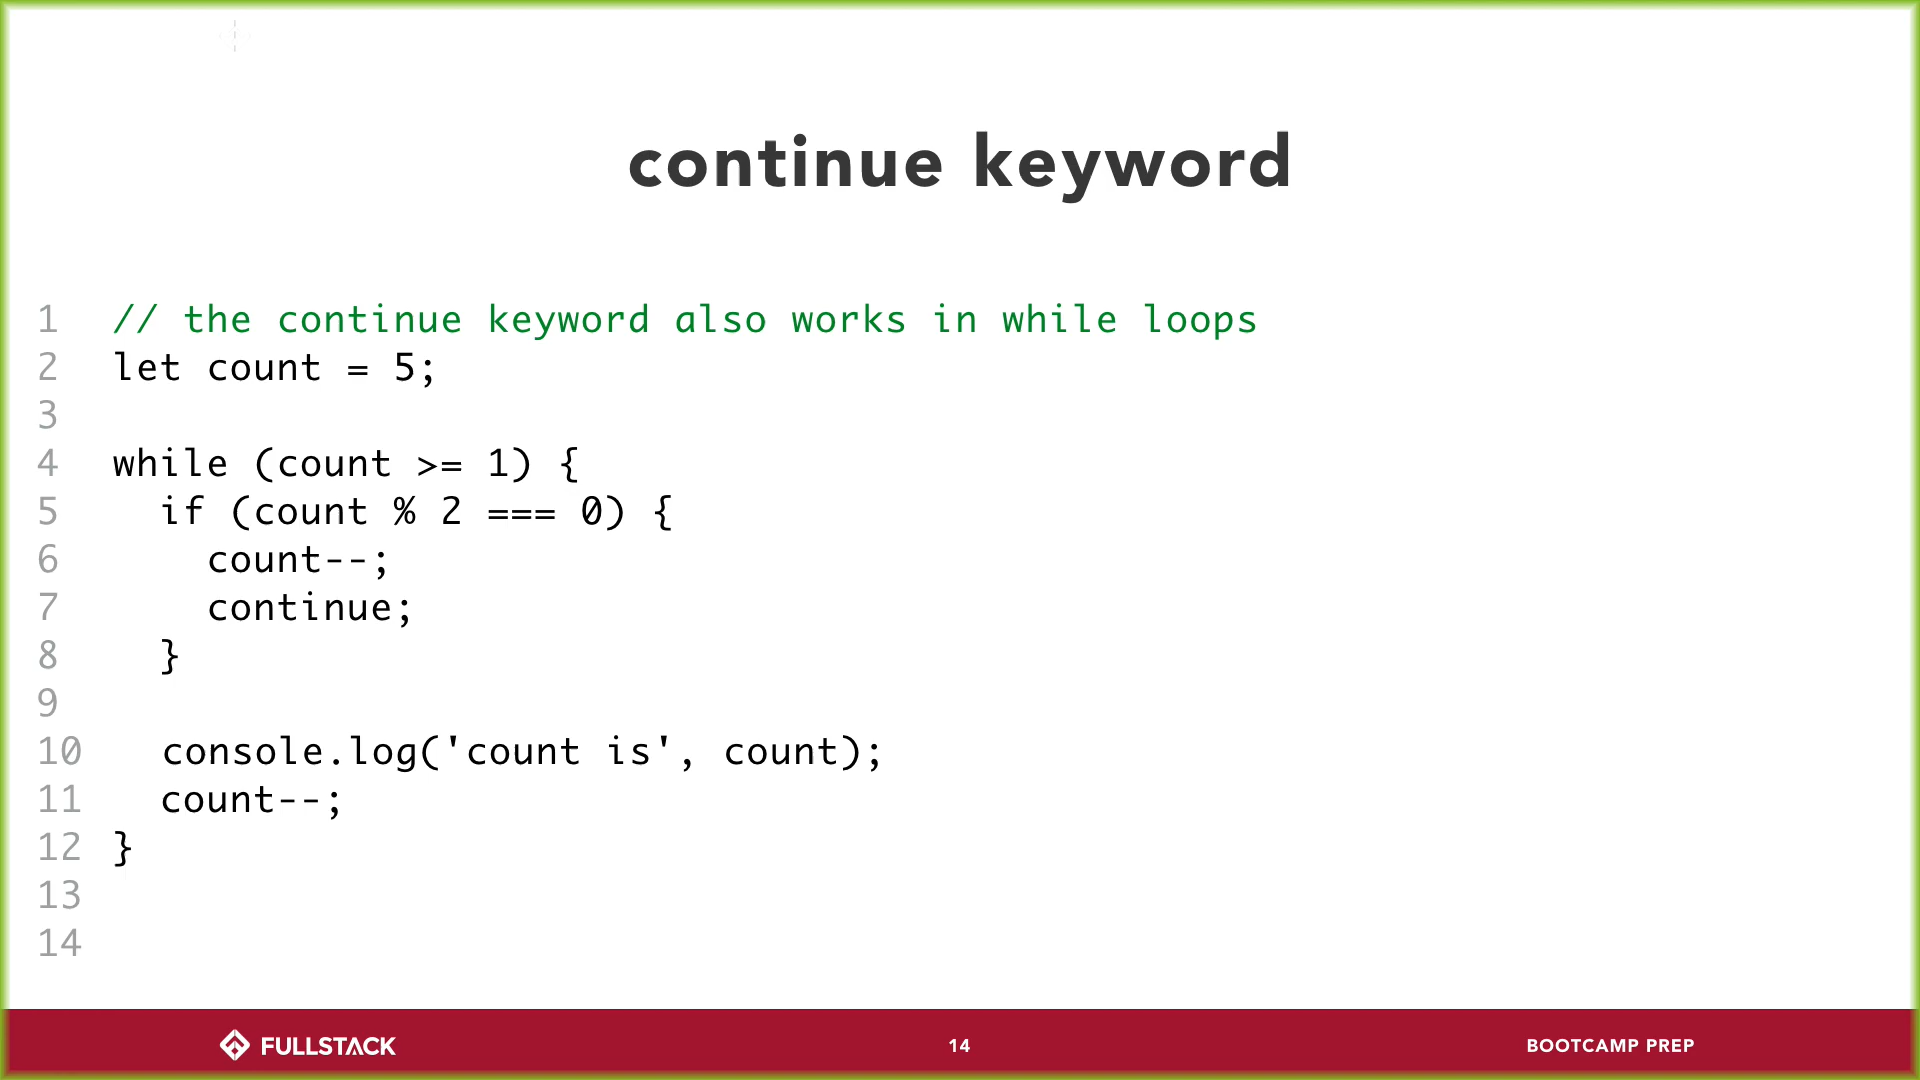 continue keyword
1 // the continue keyword also works in while loops
2 let count = 5;
3
4 while (count >= 1) {
5   if (count % 2 === 0) {
6     count--;
7     continue;
8   }
9
10   console.log('count is', count);
11   count--;
12 }
13
14
FULLSTACK
14
BOOTCAMP PREP